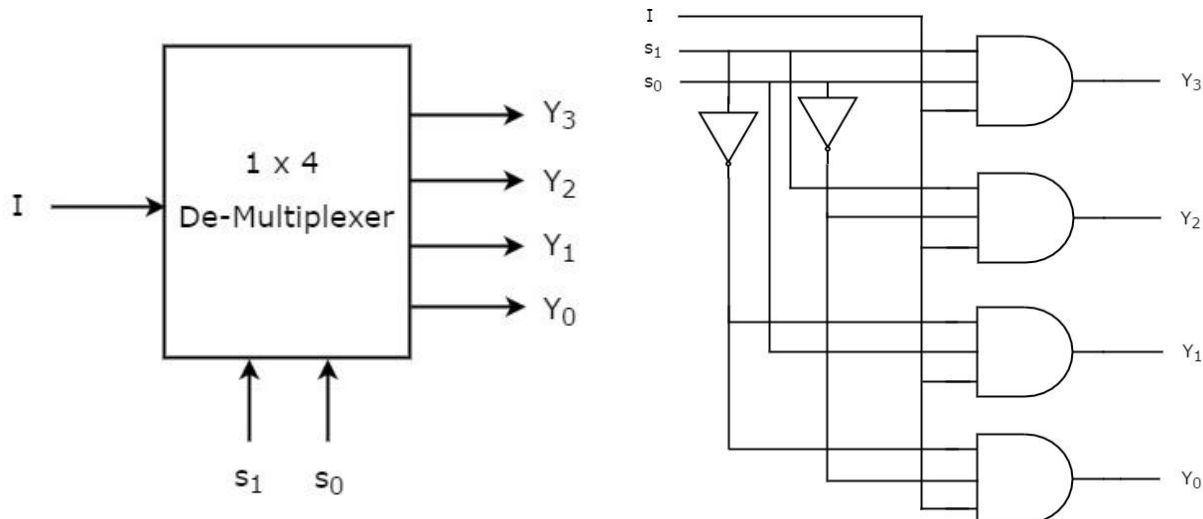 I
1 x 4
De-Multiplexer
Y₃
Y₂
Y₁
Y₀
s₁ s₀
I
s₁
s₀
Y₃
Y₂
Y₁
Y₀